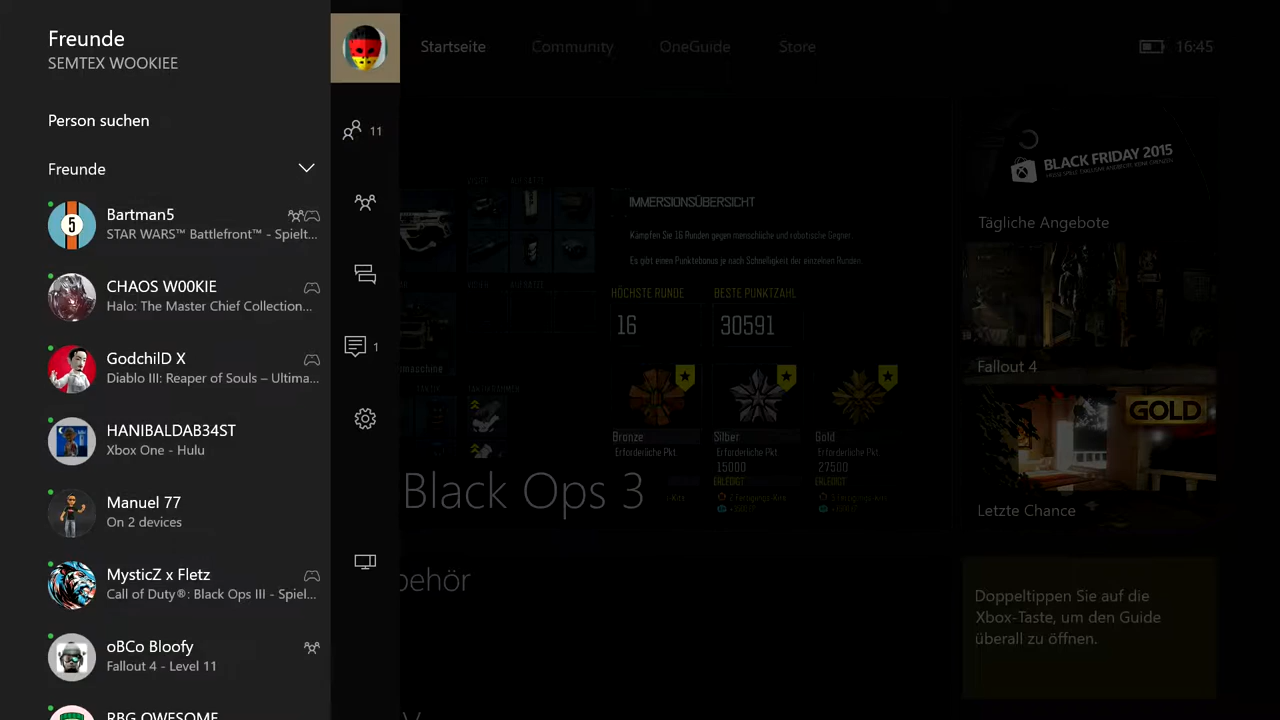 Freunde
SEMTEX WOOKIEE
Person suchen
Freunde
Bartman5
STAR WARS™ Battlefront™ - Spielt...
CHAOS W00KIE
Halo: The Master Chief Collection...
GodchilD X
Diablo III: Reaper of Souls – Ultima...
HANIBALDAB34ST
Xbox One - Hulu
Manuel 77
On 2 devices
MysticZ x Fletz
Call of Duty®: Black Ops III - Spiel...
oBCo Bloofy
Fallout 4 - Level 11
11
1
Startseite
Community
OneGuide
Store
16:45
IMMERSIONSÜBERSICHT
Kämpfen Sie 16 Runden gegen menschliche und robotische Gegner.
Es gibt einen Punktebonus je nach Schnelligkeit der einzelnen Runden.
HÖCHSTE RUNDE
BESTE PUNKTZAHL
16
30591
Bronze
Silber
Gold
Erforderliche Pkt.
Erforderliche Pkt.
Erforderliche Pkt.
15000
27500
ERLEDIGT
ERLEDIGT
Black Ops 3
behör
BLACK FRIDAY 2015
Tägliche Angebote
Fallout 4
GOLD
Letzte Chance
Doppeltippen Sie auf die
Xbox-Taste, um den Guide
überall zu öffnen.